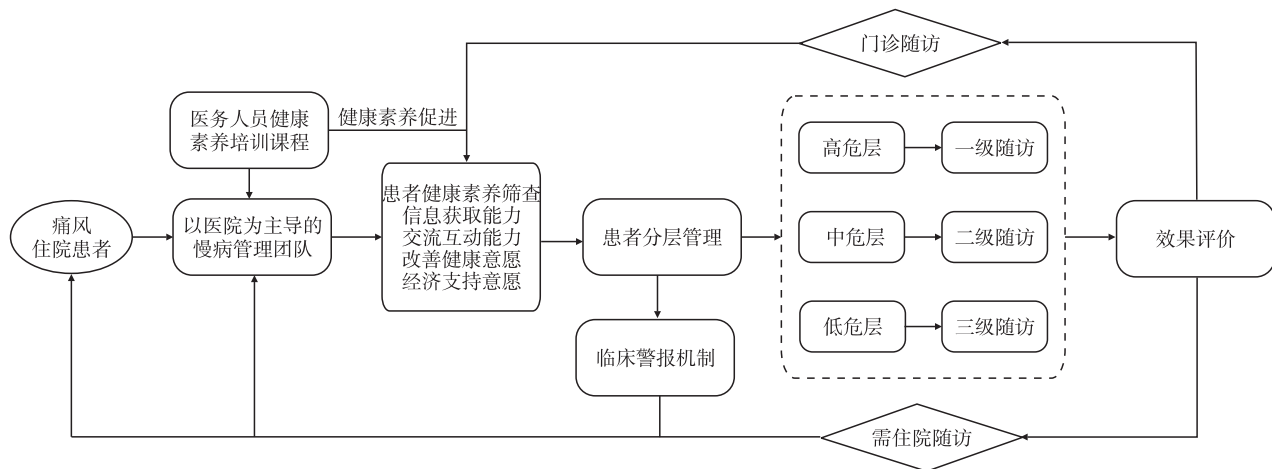 门诊随访
医务人员健康
素养培训课程
健康素养促进
痛风
住院患者
以医院为主导的
慢病管理团队
患者健康素养筛查
信息获取能力
交流互动能力
改善健康意愿
经济支持意愿
患者分层管理
临床警报机制
高危层
一级随访
中危层
二级随访
低危层
三级随访
效果评价
需住院随访